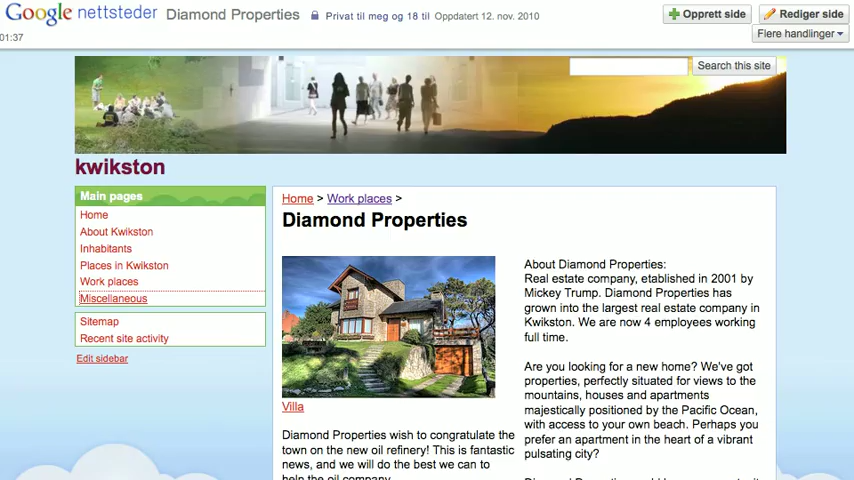 Google nettsteder Diamond Properties Privat til meg og 18 til Oppdatert 12. nov. 2010 Opprett side Rediger side
01:37 Flere handlinger
Search this site
kwikston
Main pages
Home
About Kwikston
Inhabitants
Places in Kwikston
Work places
Miscellaneous
Sitemap
Recent site activity
Edit sidebar
Home > Work places >
Diamond Properties
Villa
Diamond Properties wish to congratulate the
town on the new oil refinery! This is fantastic
news, and we will do the best we can to
help the oil company
About Diamond Properties:
Real estate company, etablished in 2001 by
Mickey Trump. Diamond Properties has
grown into the largest real estate company in
Kwikston. We are now 4 employees working
full time.
Are you looking for a new home? We've got
properties, perfectly situated for views to the
mountains, houses and apartments
majestically positioned by the Pacific Ocean,
with access to your own beach. Perhaps you
prefer an apartment in the heart of a vibrant
pulsating city?